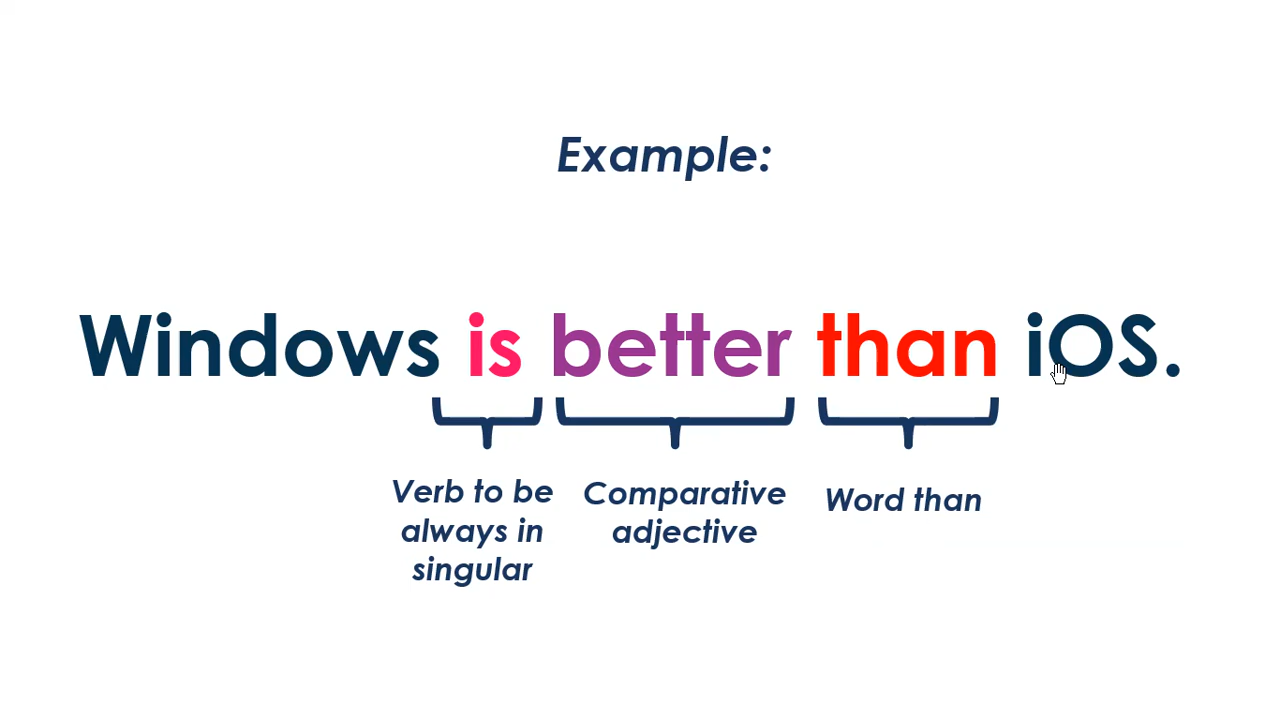 Example:
Windows is better than iOS.
Verb to be
always in
singular
Comparative
adjective
Word than